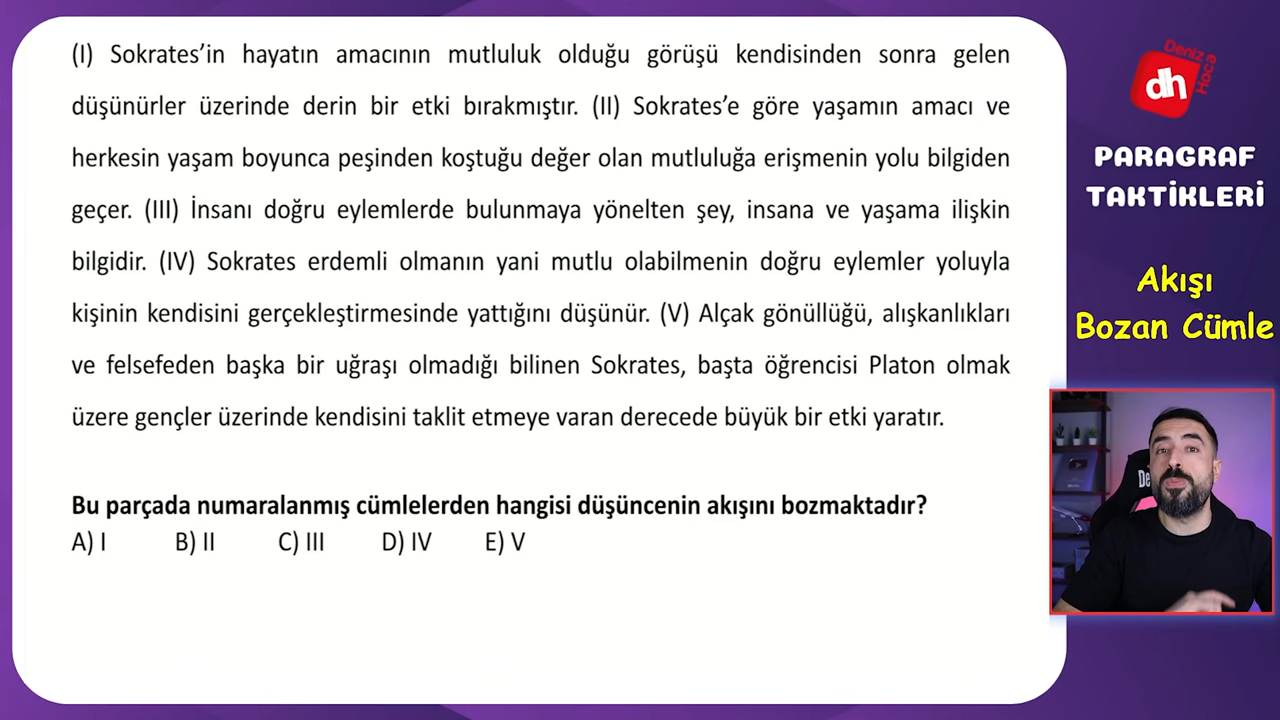 (I) Sokrates’in hayatın amacının mutluluk olduğu görüşü kendisinden sonra gelen
düşünürler üzerinde derin bir etki bırakmıştır. (II) Sokrates’e göre yaşamın amacı ve
herkesin yaşam boyunca peşinden koştuğu değer olan mutluluğa erişmenin yolu bilgiden
geçer. (III) İnsanı doğru eylemlerde bulunmaya yönelten şey, insana ve yaşama ilişkin
bilgidir. (IV) Sokrates erdemli olmanın yani mutlu olabilmenin doğru eylemler yoluyla
kişinin kendisini gerçekleştirmesinde yattığını düşünür. (V) Alçak gönüllüğü, alışkanlıkları
ve felsefeden başka bir uğraşı olmadığı bilinen Sokrates, başta öğrencisi Platon olmak
üzere gençler üzerinde kendisini taklit etmeye varan derecede büyük bir etki yaratır.
Bu parçada numaralanmış cümlelerden hangisi düşüncenin akışını bozmaktadır?
A) I B) II C) III D) IV E) V
Deniz Hoca
dh
PARAGRAF
TAKTİKLERİ
Akışı
Bozan Cümle
De